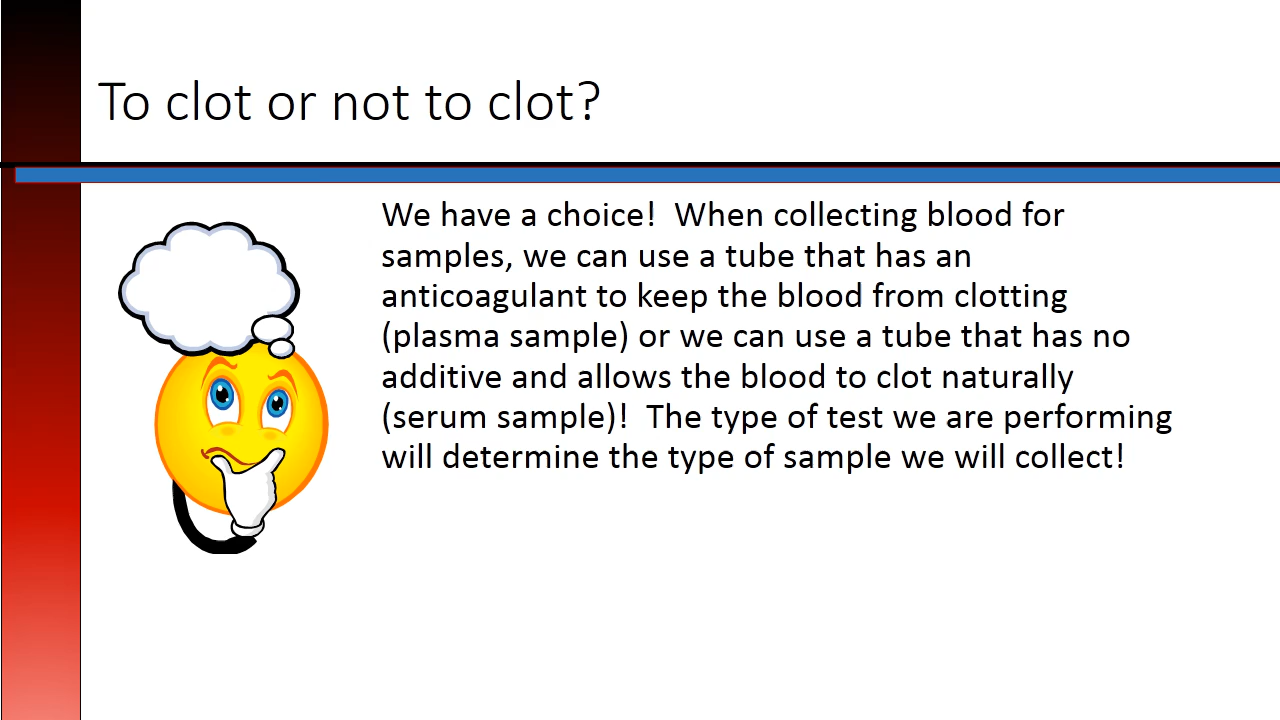 To clot or not to clot?
We have a choice!  When collecting blood for
samples, we can use a tube that has an
anticoagulant to keep the blood from clotting
(plasma sample) or we can use a tube that has no
additive and allows the blood to clot naturally
(serum sample)!  The type of test we are performing
will determine the type of sample we will collect!